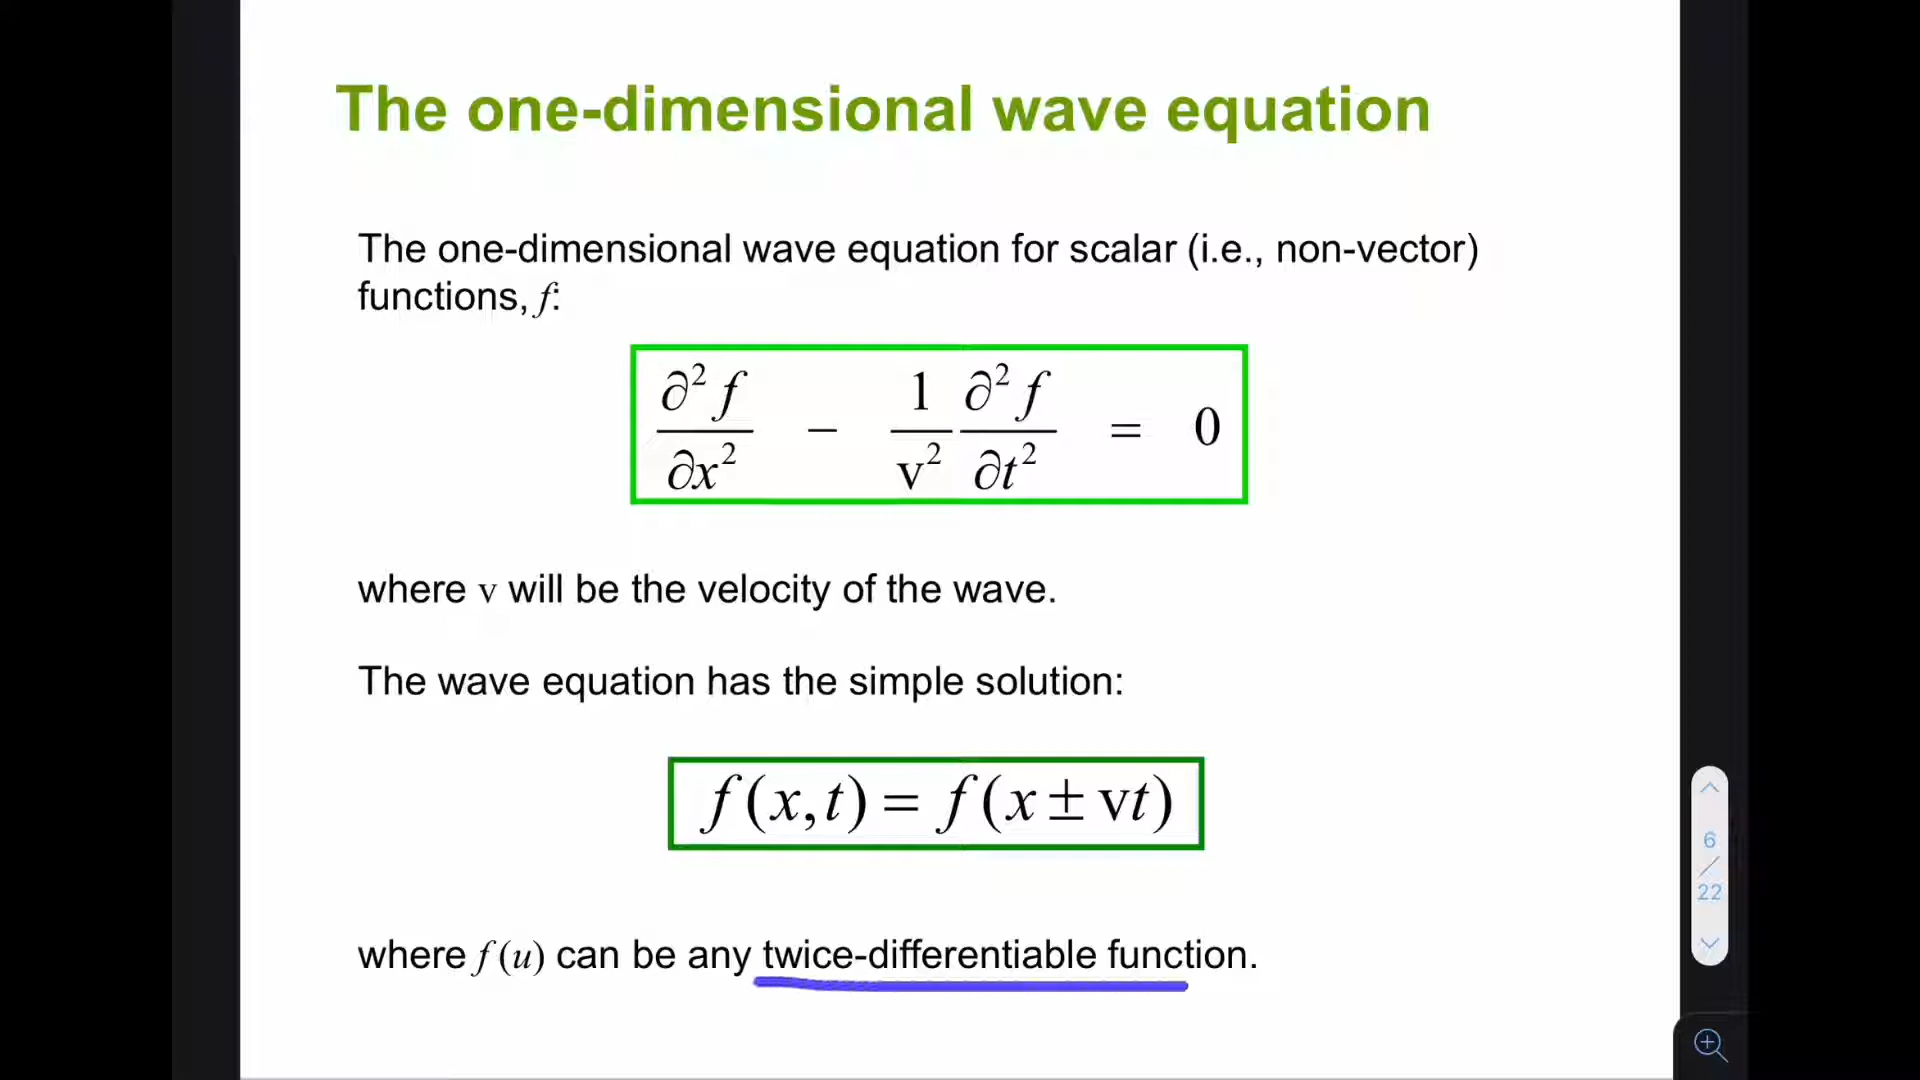 The one-dimensional wave equation
The one-dimensional wave equation for scalar (i.e., non-vector)
functions, f:
∂²f/∂x² − 1/v² ∂²f/∂t² = 0
where v will be the velocity of the wave.
The wave equation has the simple solution:
f(x,t) = f(x ± vt)
where f(u) can be any twice-differentiable function.
6
/
22